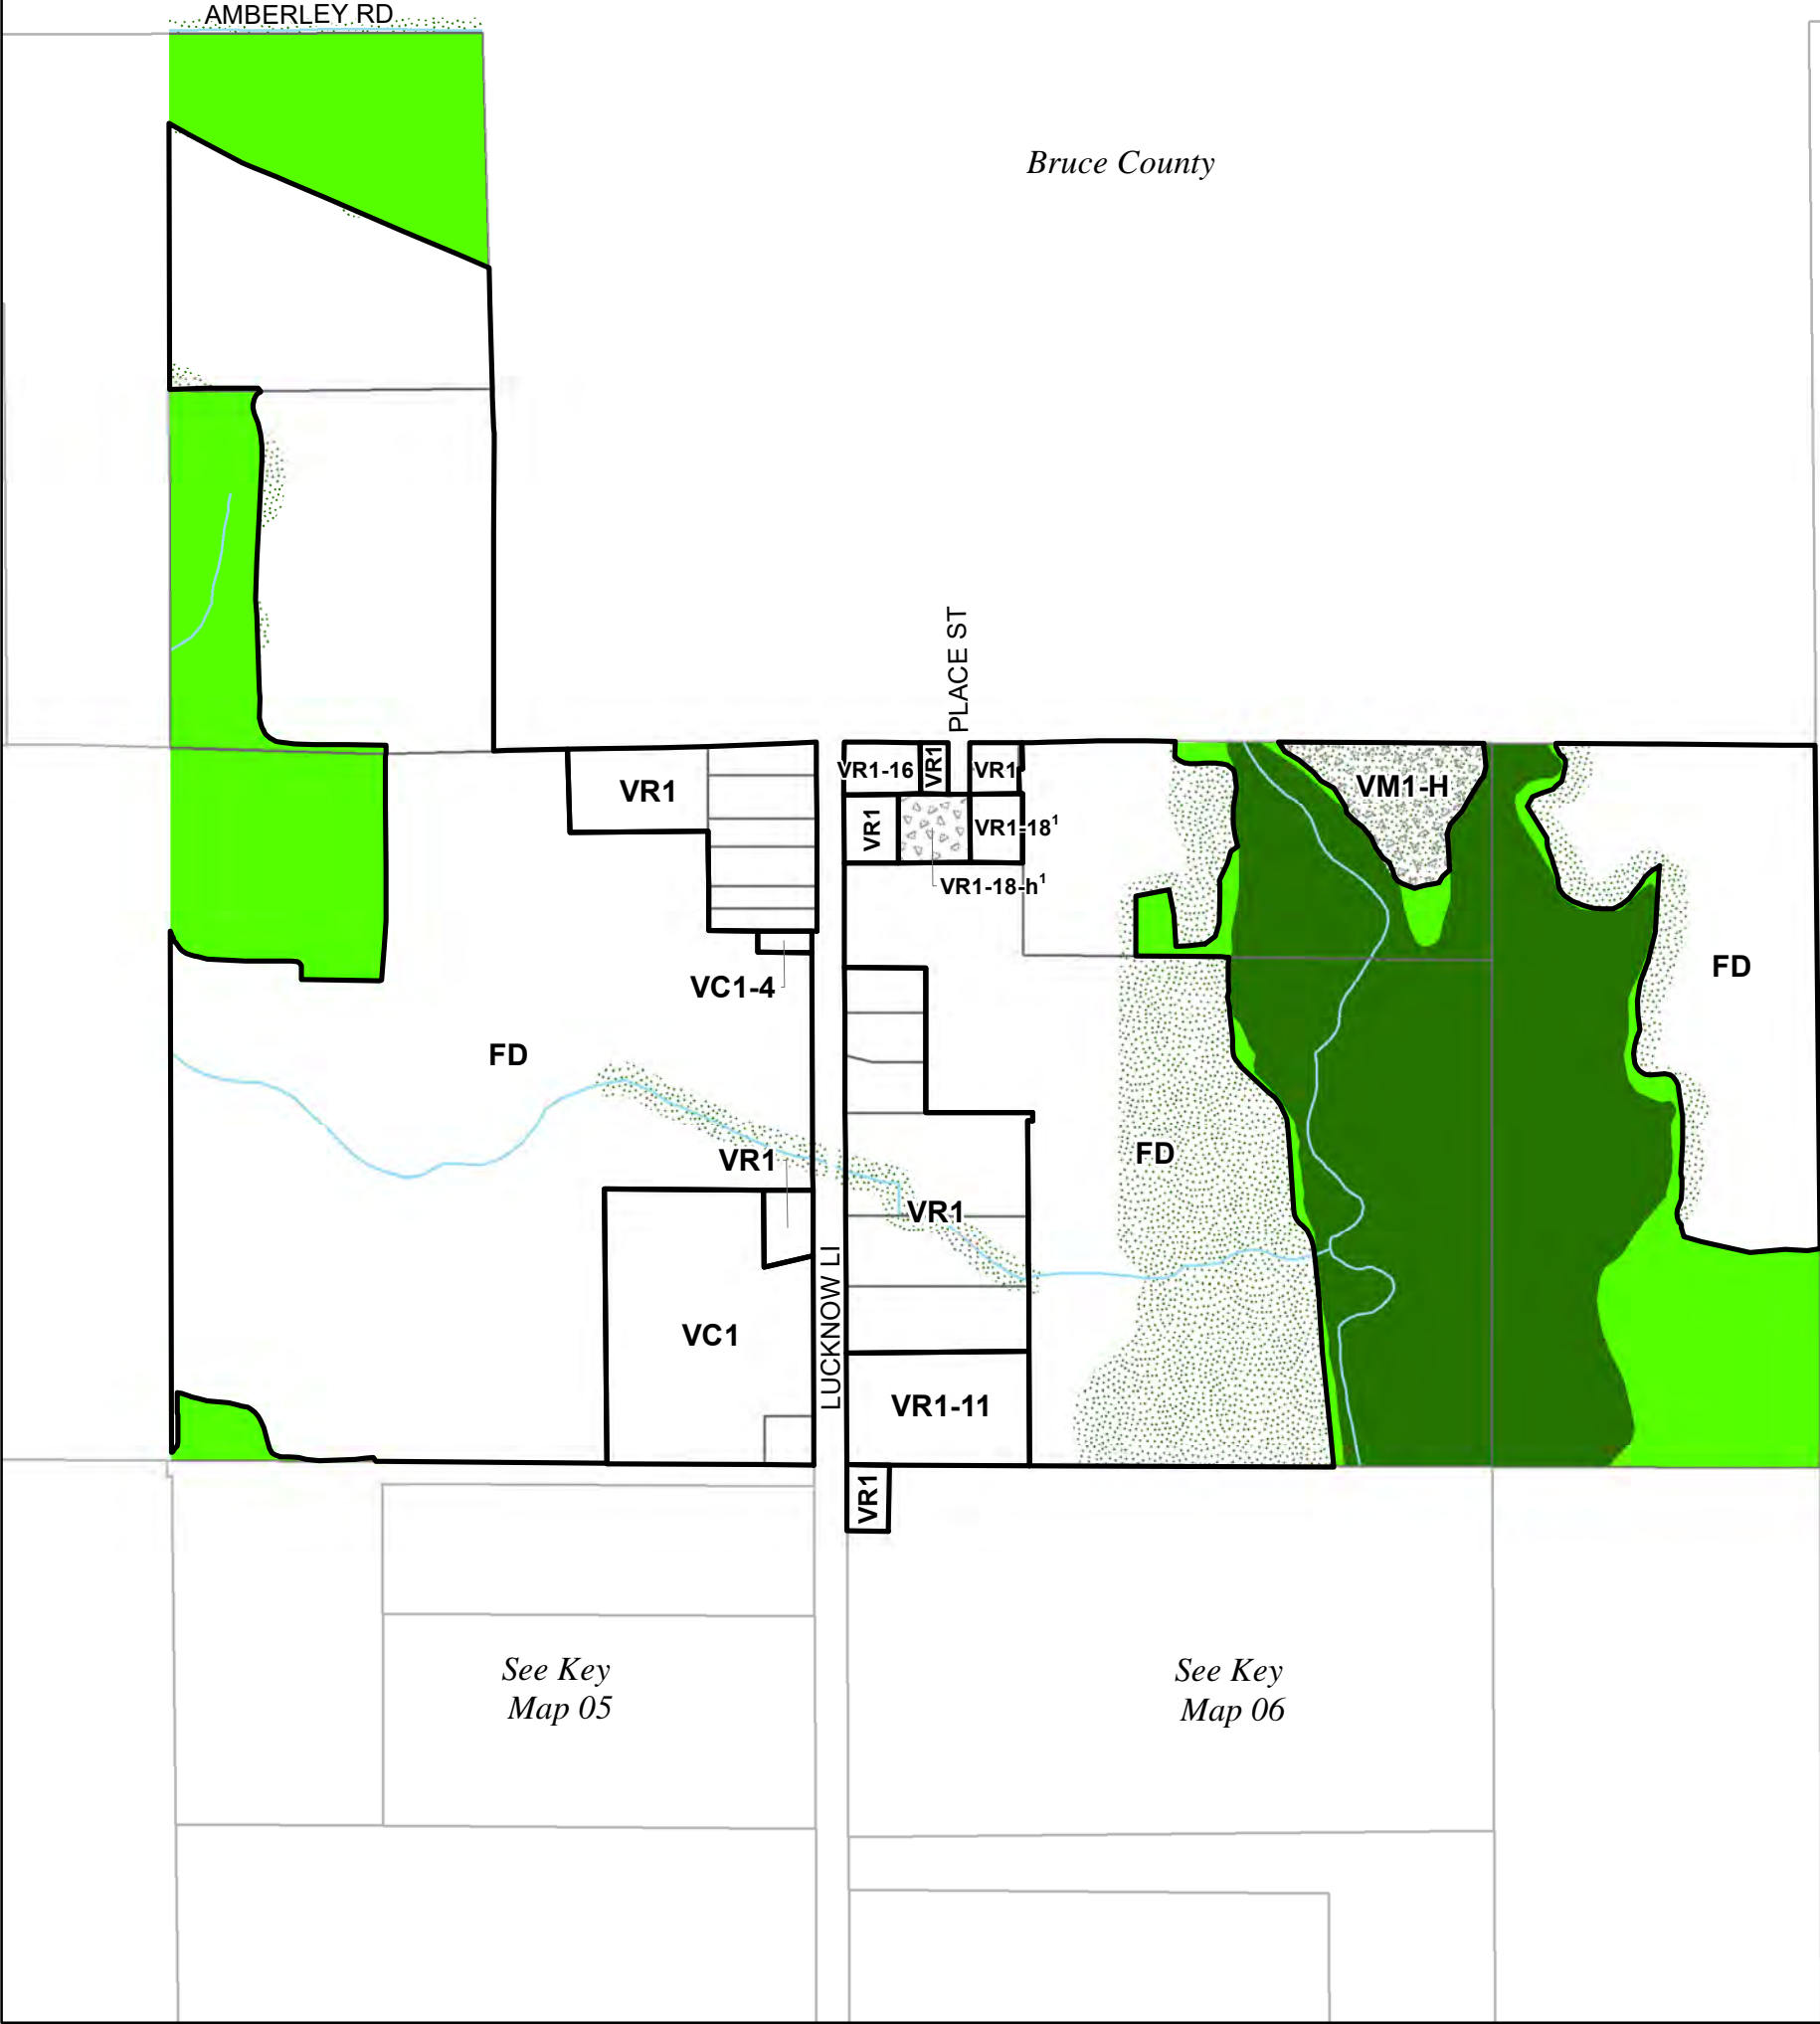 AMBERLEY RD
Bruce County
PLACE ST
VR1-16
VR1
VR1
VM1-H
VR1
VR1
VR1-18¹
VR1-18-h¹
VC1-4
FD
FD
FD
VR1
VR1
LUCKNOW LI
VC1
VR1-11
VR1
See Key
Map 05
See Key
Map 06